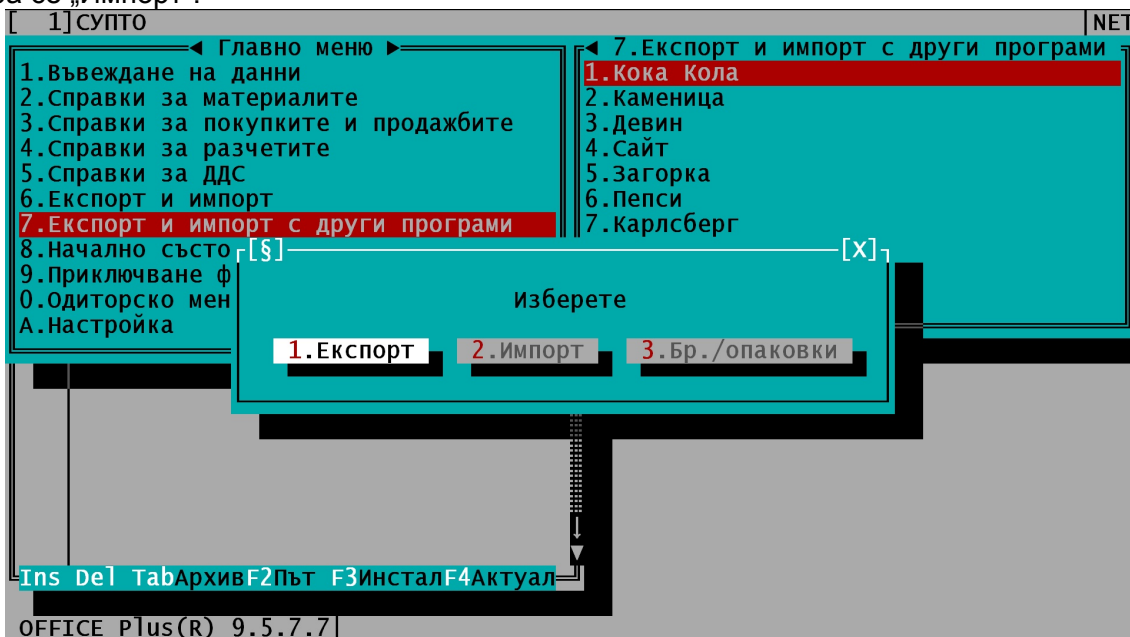 [ 1]СУПТО NET
◄ Главно меню ►
1.Въвеждане на данни
2.Справки за материалите
3.Справки за покупките и продажбите
4.Справки за разчетите
5.Справки за ДДС
6.Експорт и импорт
7.Експорт и импорт с други програми
8.Начално състо
9.Приключване ф
0.Одиторско мен
А.Настройка
◄ 7.Експорт и импорт с други програми
1.Кока Кола
2.Каменица
3.Девин
4.Сайт
5.Загорка
6.Пепси
7.Карлсберг
[§] [X]
Изберете
1.Експорт 2.Импорт 3.Бр./опаковки
Ins Del TabАрхивF2Път F3ИнсталF4Актуал
OFFICE Plus(R) 9.5.7.7